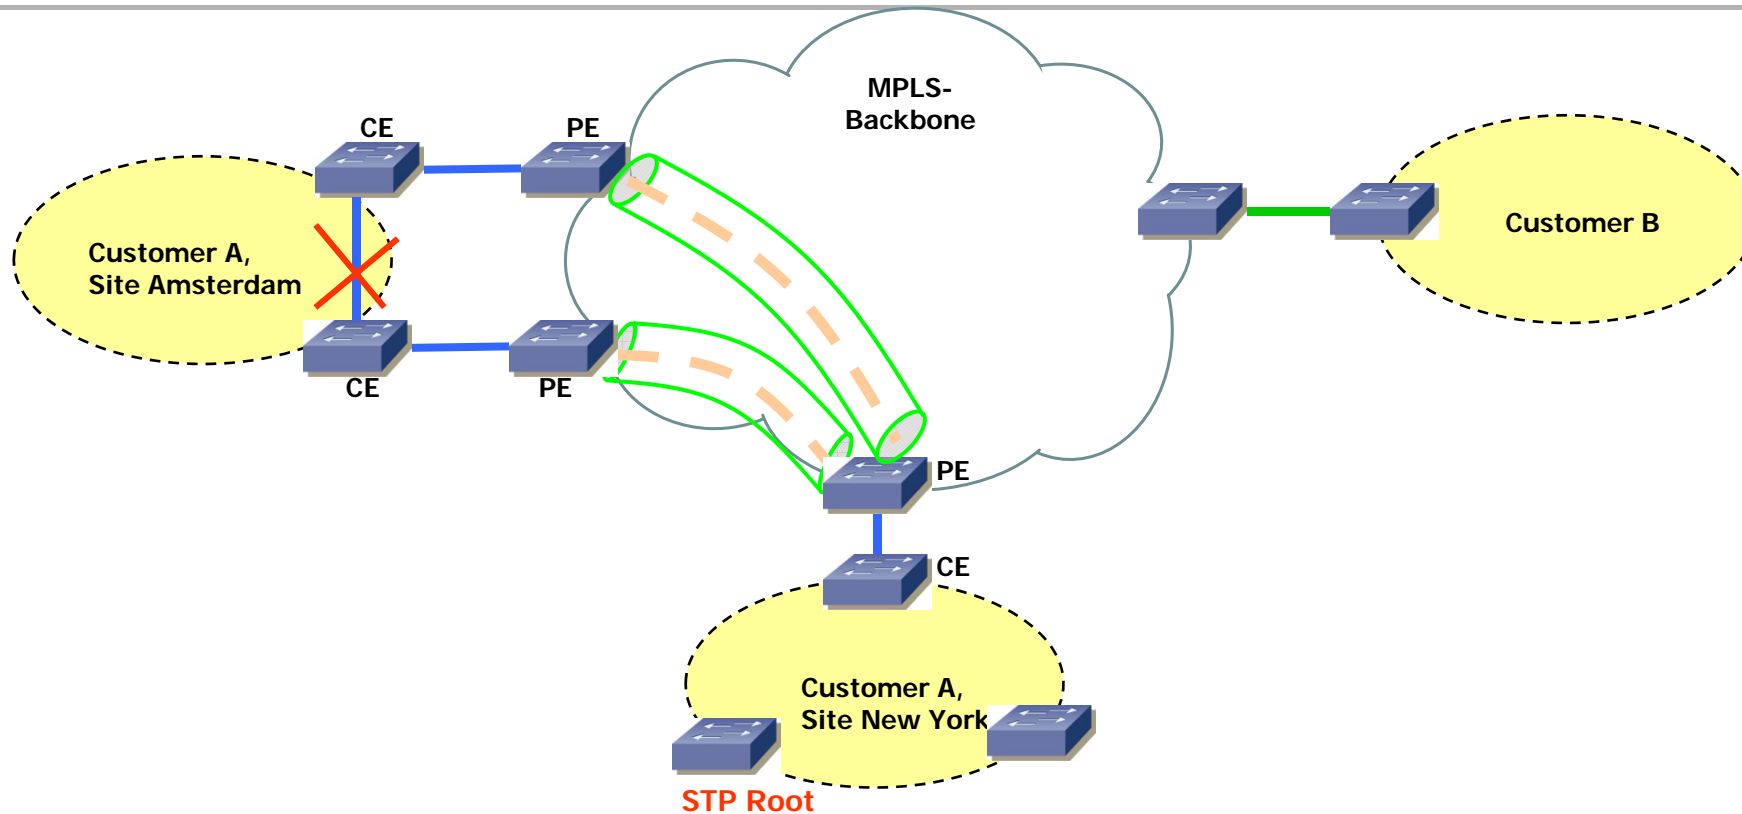 MPLS-
Backbone
CE
PE
Customer A,
Site Amsterdam
Customer B
CE
PE
PE
CE
Customer A,
Site New York
STP Root